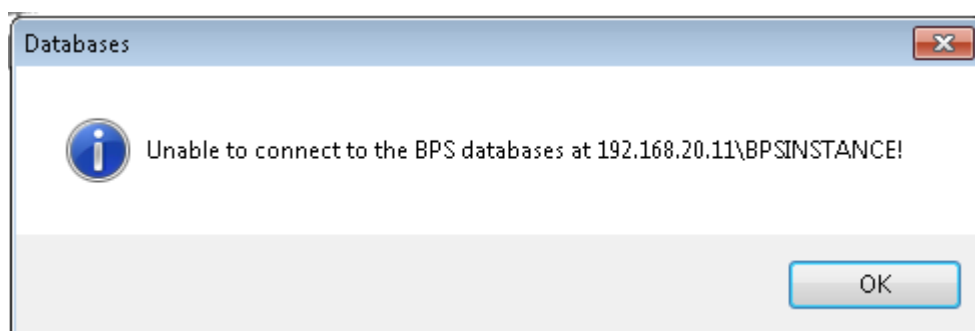 Databases
Unable to connect to the BPS databases at 192.168.20.11\BPSINSTANCE!
OK